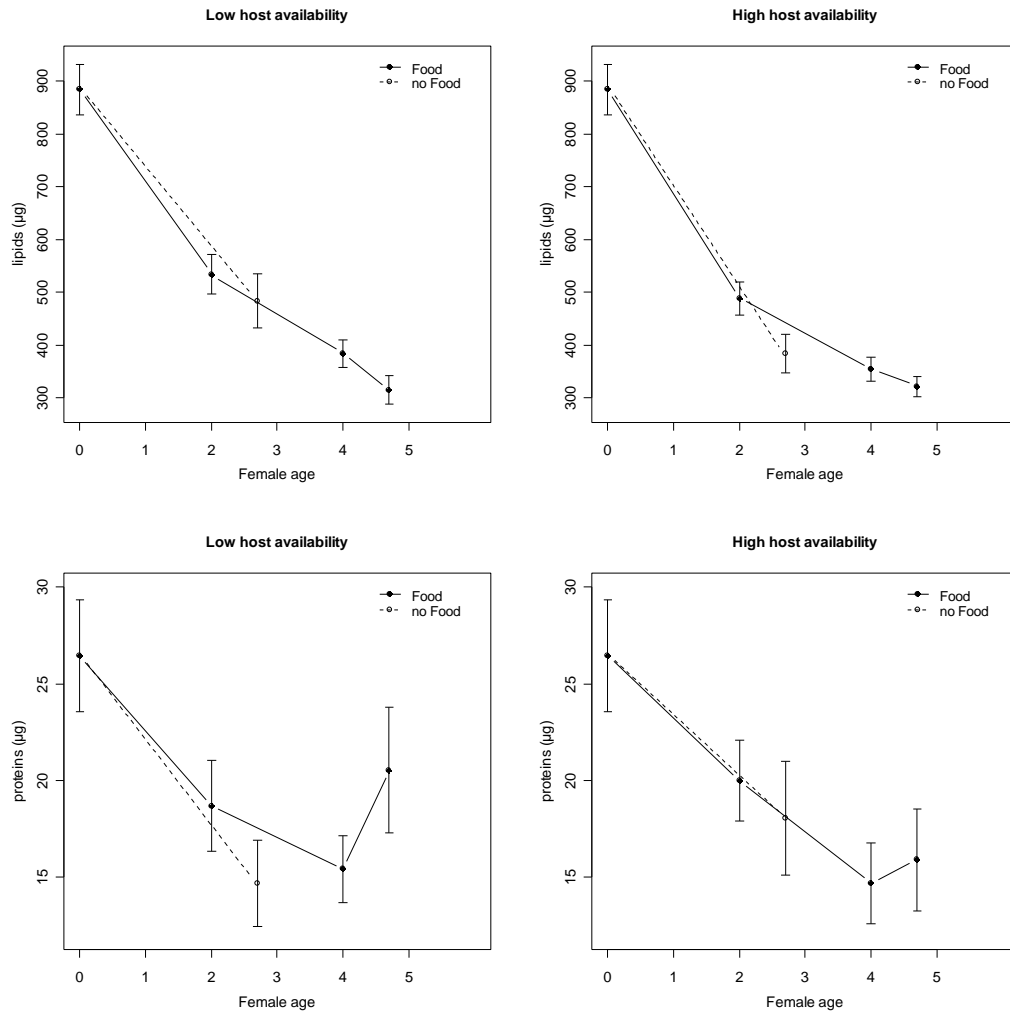 Low host availability
Food
no Food
900
800
700
600
500
400
300
lipids (µg)
0 1 2 3 4 5
Female age
High host availability
Food
no Food
900
800
700
600
500
400
300
lipids (µg)
0 1 2 3 4 5
Female age
Low host availability
Food
no Food
30
25
20
15
proteins (µg)
0 1 2 3 4 5
Female age
High host availability
Food
no Food
30
25
20
15
proteins (µg)
0 1 2 3 4 5
Female age